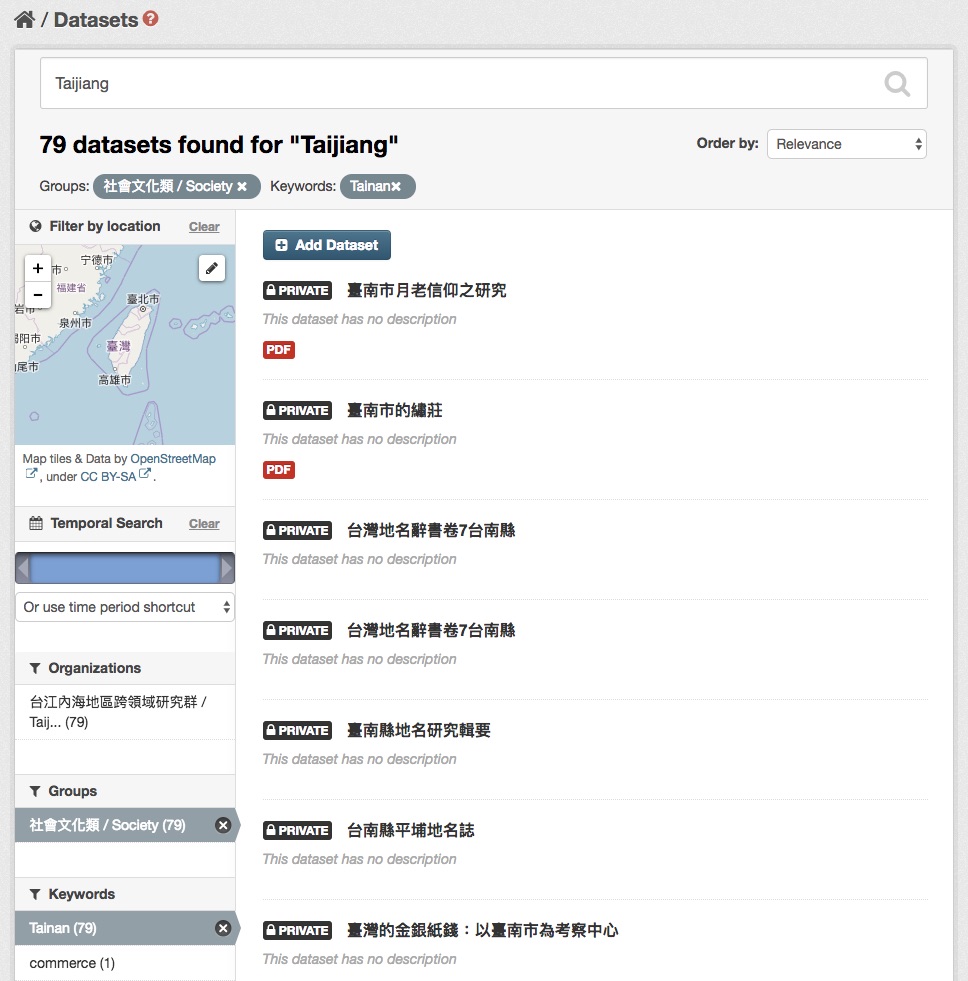 / Datasets ?
Taijiang
79 datasets found for "Taijiang"
Order by: Relevance
Groups: 社會文化類 / Society × Keywords: Tainan×
Filter by location Clear
+
-
宁德市
市
福建省
岩市
臺北市
泉州市
臺灣
阳市
尾市
高雄市
Map tiles & Data by OpenStreetMap
, under CC BY-SA .
Temporal Search Clear
Or use time period shortcut
Organizations
台江內海地區跨領域研究群 /
Taij... (79)
Groups
社會文化類 / Society (79)
Keywords
Tainan (79)
commerce (1)
Add Dataset
PRIVATE 臺南市月老信仰之研究
This dataset has no description
PDF
PRIVATE 臺南市的繡莊
This dataset has no description
PDF
PRIVATE 台灣地名辭書卷7台南縣
This dataset has no description
PRIVATE 台灣地名辭書卷7台南縣
This dataset has no description
PRIVATE 臺南縣地名研究輯要
This dataset has no description
PRIVATE 台南縣平埔地名誌
This dataset has no description
PRIVATE 臺灣的金銀紙錢：以臺南市為考察中心
This dataset has no description